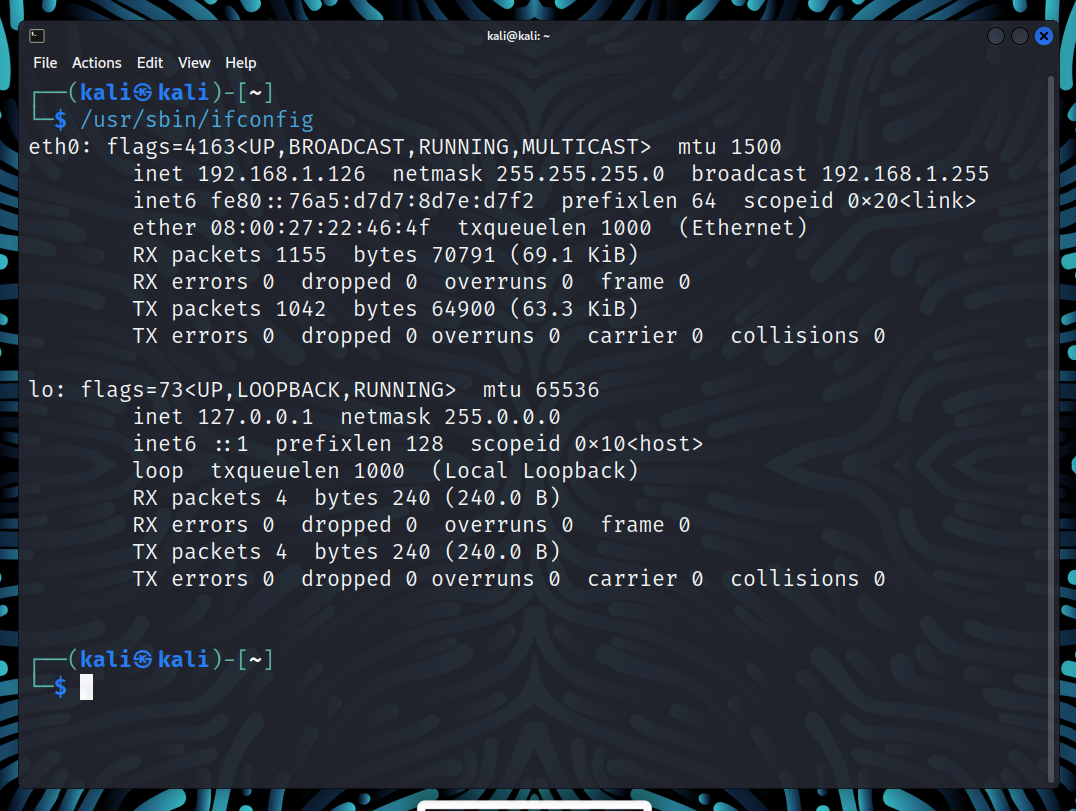 kali@kali: ~
File Actions Edit View Help
┌──(kali㉿kali)-[~]
└─$ /usr/sbin/ifconfig
eth0: flags=4163<UP,BROADCAST,RUNNING,MULTICAST>  mtu 1500
        inet 192.168.1.126  netmask 255.255.255.0  broadcast 192.168.1.255
        inet6 fe80::76a5:d7d7:8d7e:d7f2  prefixlen 64  scopeid 0x20<link>
        ether 08:00:27:22:46:4f  txqueuelen 1000  (Ethernet)
        RX packets 1155  bytes 70791 (69.1 KiB)
        RX errors 0  dropped 0  overruns 0  frame 0
        TX packets 1042  bytes 64900 (63.3 KiB)
        TX errors 0  dropped 0 overruns 0  carrier 0  collisions 0
lo: flags=73<UP,LOOPBACK,RUNNING>  mtu 65536
        inet 127.0.0.1  netmask 255.0.0.0
        inet6 ::1  prefixlen 128  scopeid 0x10<host>
        loop  txqueuelen 1000  (Local Loopback)
        RX packets 4  bytes 240 (240.0 B)
        RX errors 0  dropped 0  overruns 0  frame 0
        TX packets 4  bytes 240 (240.0 B)
        TX errors 0  dropped 0 overruns 0  carrier 0  collisions 0
┌──(kali㉿kali)-[~]
└─$